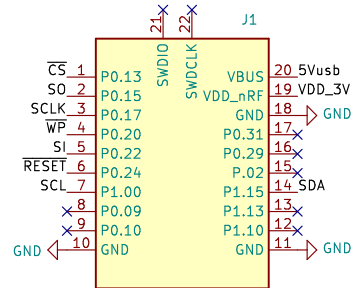 J1
21 22
SWDIO SWDCLK
CS 1 P0.13 VBUS 20 5Vusb
SO 2 P0.15 VDD_nRF 19 VDD_3V
SCLK 3 P0.17 GND 18 GND
WP 4 P0.20 P0.31 17
SI 5 P0.22 P0.29 16
RESET 6 P0.24 P.02 15
SCL 7 P1.00 P1.15 14 SDA
8 P0.09 P1.13 13
9 P0.10 P1.10 12
GND 10 GND GND 11 GND